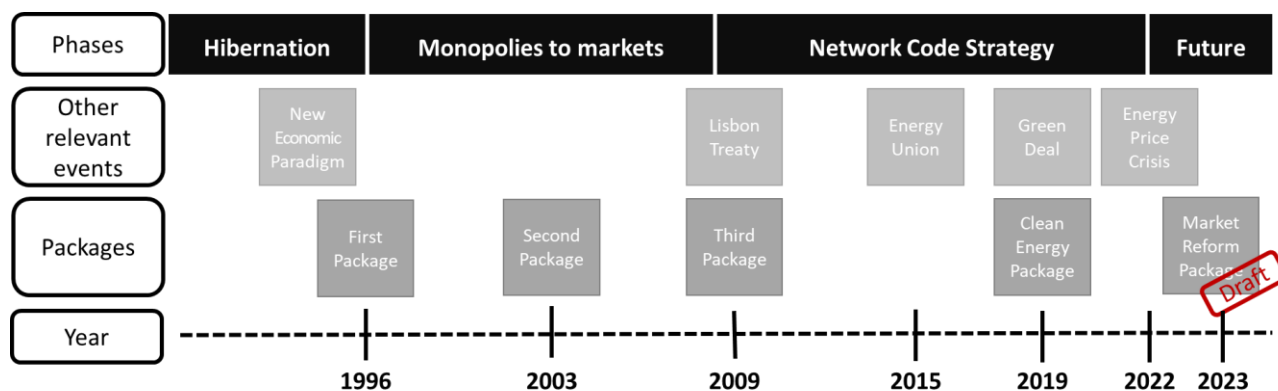 Phases
Hibernation
Monopolies to markets
Network Code Strategy
Future
Other
relevant
events
New
Economic
Paradigm
Lisbon
Treaty
Energy
Union
Green
Deal
Energy
Price
Crisis
Packages
First
Package
Second
Package
Third
Package
Clean
Energy
Package
Market
Reform
Package
Draft
Year
1996
2003
2009
2015
2019
2022
2023